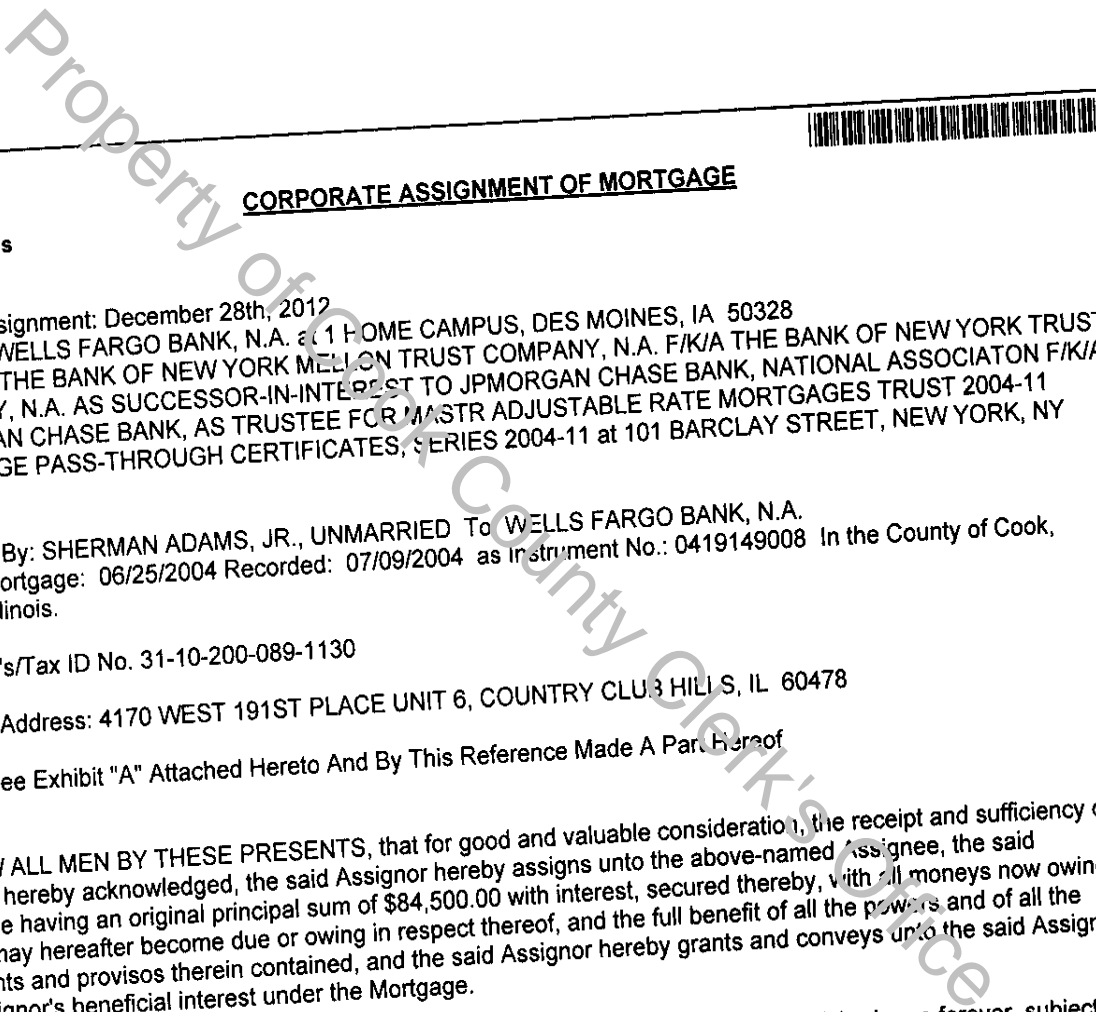 CORPORATE ASSIGNMENT OF MORTGAGE
s
signment: December 28th, 2012
WELLS FARGO BANK, N.A. at 1 HOME CAMPUS, DES MOINES, IA 50328
THE BANK OF NEW YORK MELLON TRUST COMPANY, N.A. F/K/A THE BANK OF NEW YORK TRUST
Y, N.A. AS SUCCESSOR-IN-INTEREST TO JPMORGAN CHASE BANK, NATIONAL ASSOCIATON F/K/A
AN CHASE BANK, AS TRUSTEE FOR MASTR ADJUSTABLE RATE MORTGAGES TRUST 2004-11
GE PASS-THROUGH CERTIFICATES, SERIES 2004-11 at 101 BARCLAY STREET, NEW YORK, NY
By: SHERMAN ADAMS, JR., UNMARRIED To WELLS FARGO BANK, N.A.
ortgage: 06/25/2004 Recorded: 07/09/2004 as Instrument No.: 0419149008 In the County of Cook,
linois.
's/Tax ID No. 31-10-200-089-1130
Address: 4170 WEST 191ST PLACE UNIT 6, COUNTRY CLUB HILLS, IL 60478
ee Exhibit "A" Attached Hereto And By This Reference Made A Part Hereof
ALL MEN BY THESE PRESENTS, that for good and valuable consideration, the receipt and sufficiency
hereby acknowledged, the said Assignor hereby assigns unto the above-named Assignee, the said
e having an original principal sum of $84,500.00 with interest, secured thereby, with all moneys now owin
may hereafter become due or owing in respect thereof, and the full benefit of all the powers and of all the
nts and provisos therein contained, and the said Assignor hereby grants and conveys unto the said Assign
ignor's beneficial interest under the Mortgage.
forever, subject
Property of Cook County Clerk's Office